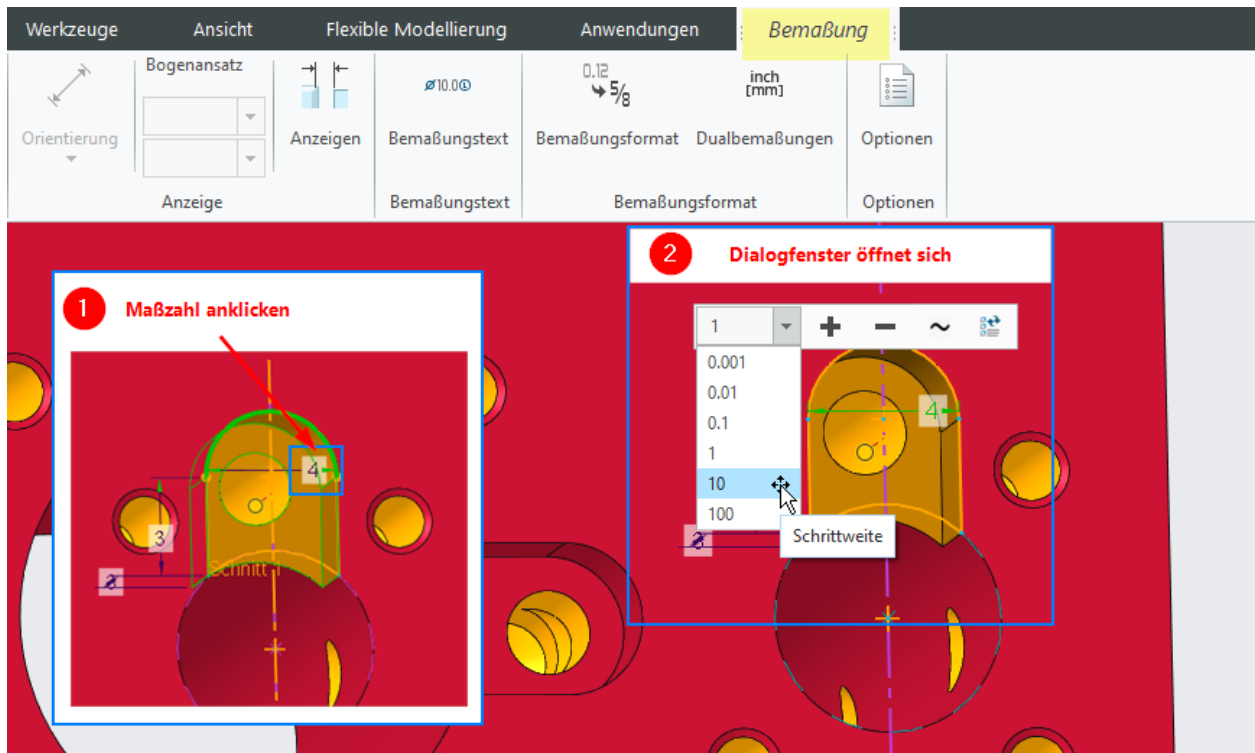 Werkzeuge Ansicht Flexible Modellierung Anwendungen Bemaßung
Bogenansatz
Orientierung
Anzeigen
Anzeige
Ø10.0
Bemaßungstext
Bemaßungstext
0.12
5/8
Bemaßungsformat
inch
[mm]
Dualbemaßungen
Bemaßungsformat
Optionen
Optionen
1 Maßzahl anklicken
4
3
3
Schnitt 1
2 Dialogfenster öffnet sich
1
0.001
0.01
0.1
1
10
100
Schrittweite
4
3